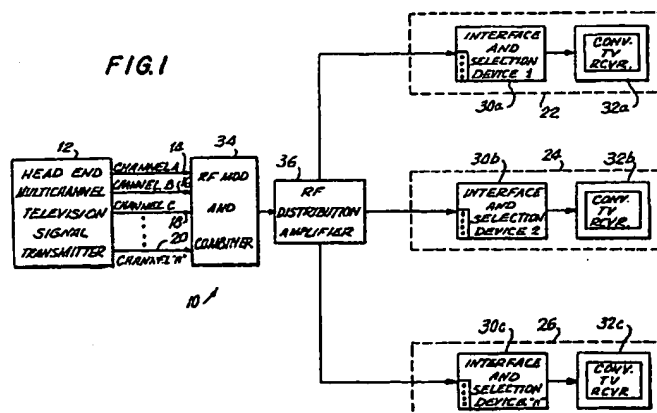 FIG. 1
12
HEAD END
MULTICHANNEL
TELEVISION
SIGNAL
TRANSMITTER
CHANNEL A
CHANNEL B
CHANNEL C
CHANNEL "N"
18
16
18
20
34
RF MOD
AND
COMBINER
10
36
RF
DISTRIBUTION
AMPLIFIER
INTERFACE
AND
SELECTION
DEVICE 1
30a
CONV.
TV
RCVR.
32a
22
30b
INTERFACE
AND
SELECTION
DEVICE 2
24
32b
CONV.
TV
RCVR.
30c
INTERFACE
AND
SELECTION
DEVICE "N"
26
32c
CONV.
TV
RCVR